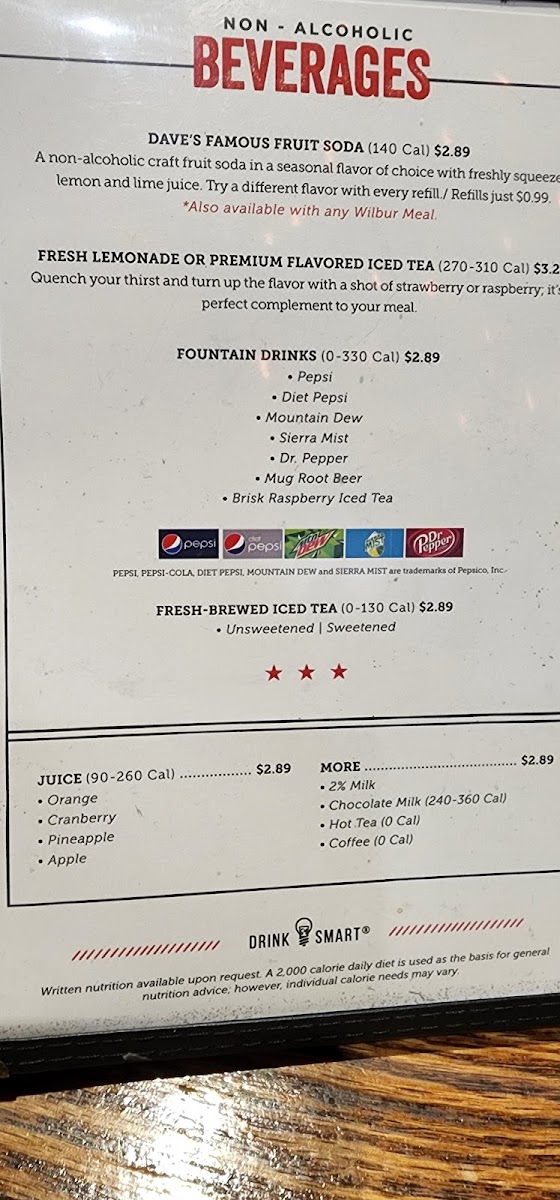 NON - ALCOHOLIC
BEVERAGES
DAVE'S FAMOUS FRUIT SODA (140 Cal) $2.89
A non-alcoholic craft fruit soda in a seasonal flavor of choice with freshly squeeze
lemon and lime juice. Try a different flavor with every refill./ Refills just $0.99.
*Also available with any Wilbur Meal.
FRESH LEMONADE OR PREMIUM FLAVORED ICED TEA (270-310 Cal) $3.2
Quench your thirst and turn up the flavor with a shot of strawberry or raspberry; it's
perfect complement to your meal.
FOUNTAIN DRINKS (0-330 Cal) $2.89
• Pepsi
• Diet Pepsi
• Mountain Dew
• Sierra Mist
• Dr. Pepper
• Mug Root Beer
• Brisk Raspberry Iced Tea
pepsi diet pepsi Mtn Dew MIST Dr Pepper
PEPSI, PEPSI-COLA, DIET PEPSI, MOUNTAIN DEW and SIERRA MIST are trademarks of Pepsico, Inc.
FRESH-BREWED ICED TEA (0-130 Cal) $2.89
• Unsweetened | Sweetened
JUICE (90-260 Cal) ................. $2.89
• Orange
• Cranberry
• Pineapple
• Apple
MORE ..................................... $2.89
• 2% Milk
• Chocolate Milk (240-360 Cal)
• Hot Tea (0 Cal)
• Coffee (0 Cal)
DRINK SMART®
Written nutrition available upon request. A 2,000 calorie daily diet is used as the basis for general
nutrition advice; however, individual calorie needs may vary.